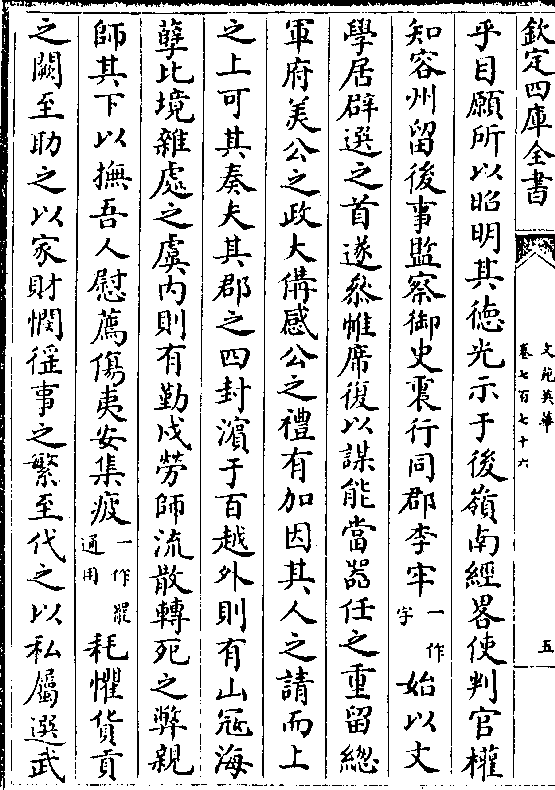 欽定四庫全書
文苑英華
卷七百七十六
五
乎目願所以昭明其徳光示于後嶺南經畧使判官權
知容州留後事監察御史裏行同郡李牢一作字始以文
學居辟選之首遂叅帷席復以謀能當噐任之重留總
軍府美公之政大備感公之禮有加因其人之請而上
之上可其奏夫其郡之四封濵于百越外則有山寇海
孽比境雜處之虞内則有勤戍勞師流散轉死之弊親
師其下以撫吾人慰薦傷夷安集疲一作罷通用耗懼貨貢
之闕至助之以家財憫徭事之繁至代之以私屬選武